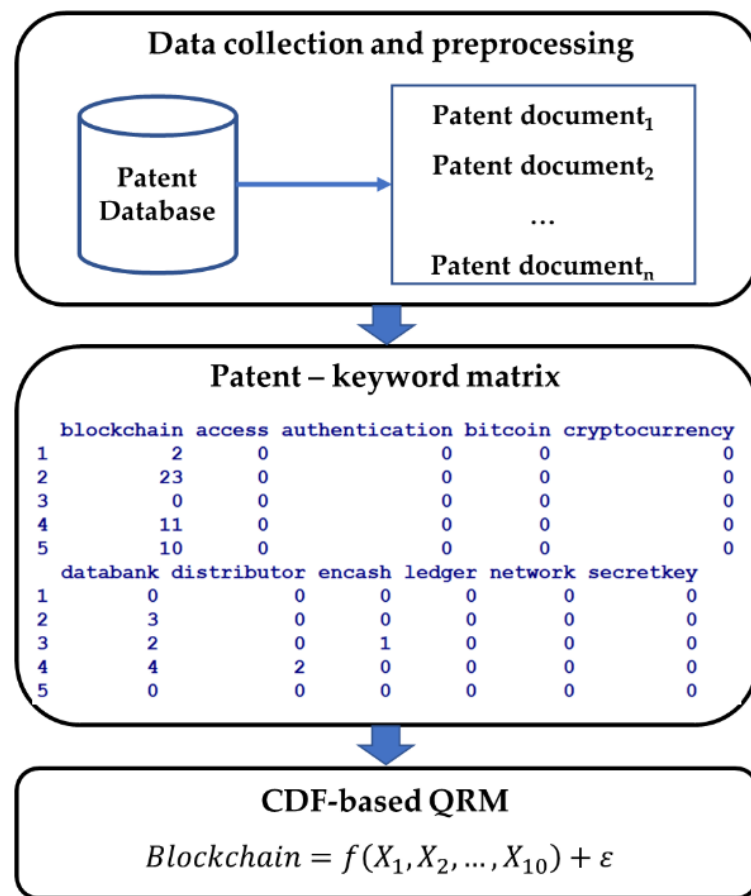 Data collection and preprocessing
Patent
Database
Patent document₁
Patent document₂
...
Patent documentₙ
Patent – keyword matrix
blockchain access authentication bitcoin cryptocurrency
1 2 0 0 0 0
2 23 0 0 0 0
3 0 0 0 0 0
4 11 0 0 0 0
5 10 0 0 0 0
databank distributor encash ledger network secretkey
1 0 0 0 0 0 0
2 3 0 0 0 0 0
3 2 0 1 0 0 0
4 4 2 0 0 0 0
5 0 0 0 0 0 0
CDF-based QRM
Blockchain = f(X₁, X₂, ..., X₁₀) + ε